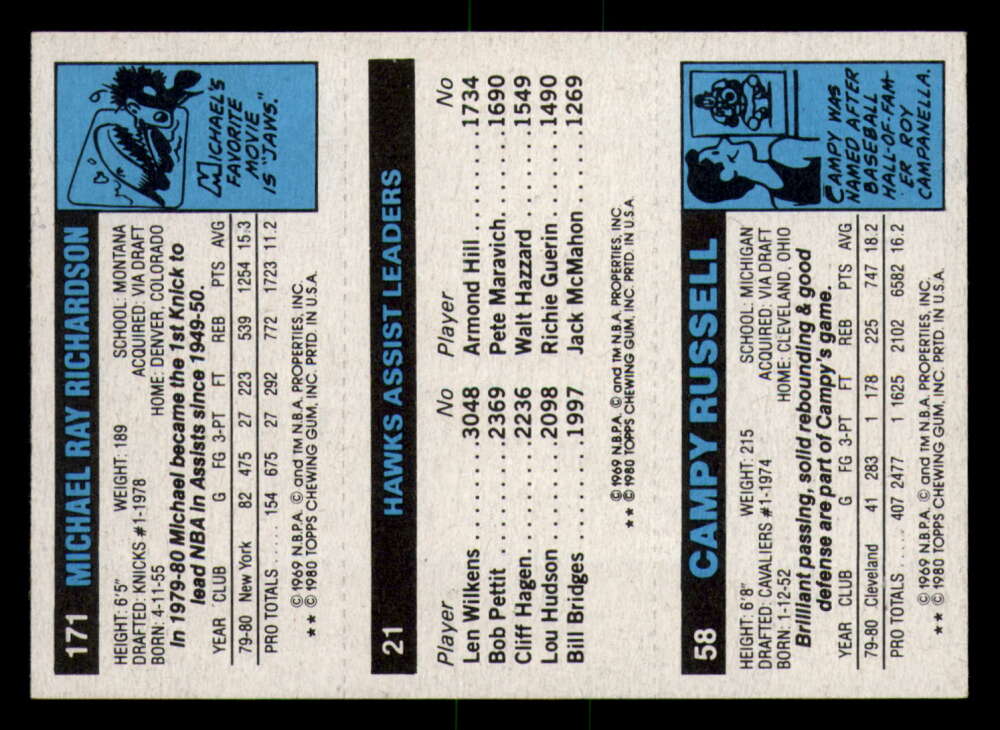 171 MICHAEL RAY RICHARDSON
HEIGHT: 6'5" WEIGHT: 189 SCHOOL: MONTANA
DRAFTED: KNICKS #1-1978 ACQUIRED: VIA DRAFT
BORN: 4-11-55 HOME: DENVER, COLORADO
In 1979-80 Michael became the 1st Knick to
lead NBA in Assists since 1949-50.
YEAR CLUB G FG 3-PT FT REB PTS AVG
79-80 New York 82 475 27 223 539 1254 15.3
PRO TOTALS.... 154 675 27 292 772 1723 11.2
© 1969 N.B.P.A. © and TM N.B.A. PROPERTIES, INC.
** © 1980 TOPPS CHEWING GUM, INC. PRTD. IN U.S.A.
MICHAEL'S
FAVORITE
MOVIE
IS "JAWS."
21 HAWKS ASSIST LEADERS
Player No Player No
Len Wilkens.......3048 Armond Hill.......1734
Bob Pettit.......2369 Pete Maravich.......1690
Cliff Hagen.......2236 Walt Hazzard.......1549
Lou Hudson.......2098 Richie Guerin.......1490
Bill Bridges.......1997 Jack McMahon.......1269
© 1969 N.B.P.A. © and TM N.B.A. PROPERTIES, INC.
** © 1980 TOPPS CHEWING GUM, INC. PRTD IN U.S.A.
58 CAMPY RUSSELL
HEIGHT: 6'8" WEIGHT: 215 SCHOOL: MICHIGAN
DRAFTED: CAVALIERS #1-1974 ACQUIRED: VIA DRAFT
BORN: 1-12-52 HOME: CLEVELAND, OHIO
Brilliant passing, solid rebounding & good
defense are part of Campy's game.
YEAR CLUB G FG 3-PT FT REB PTS AVG
79-80 Cleveland 41 283 1 178 225 747 18.2
PRO TOTALS..... 407 2477 1 1625 2102 6582 16.2
© 1969 N.B.P.A. © and TM N.B.A. PROPERTIES, INC.
** © 1980 TOPPS CHEWING GUM, INC. PRTD. IN U.S.A.
CAMPY WAS
NAMED AFTER
BASEBALL
HALL-OF-FAM-
ER ROY
CAMPANELLA.